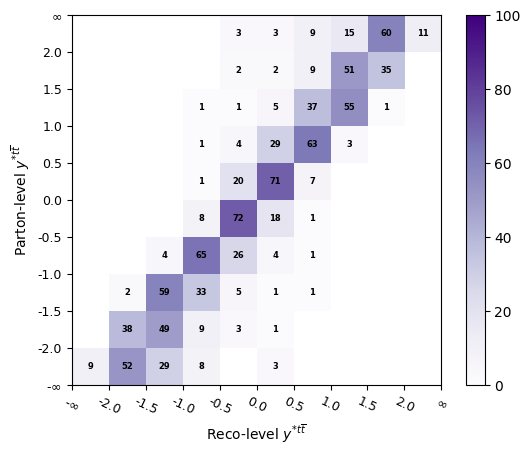 ∞ 3 3 9 15 60 11 100
2.0 2 2 9 51 35
1.5 1 1 5 37 55 1 80
1.0 1 4 29 63 3
0.5 1 20 71 7 60
0.0 8 72 18 1
-0.5 4 65 26 4 1 40
-1.0 2 59 33 5 1 1
-1.5 38 49 9 3 1 20
-2.0 9 52 29 8 3
-∞ 0
-∞ -2.0 -1.5 -1.0 -0.5 0.0 0.5 1.0 1.5 2.0 ∞
Parton-level y*tt̅
Reco-level y*tt̅